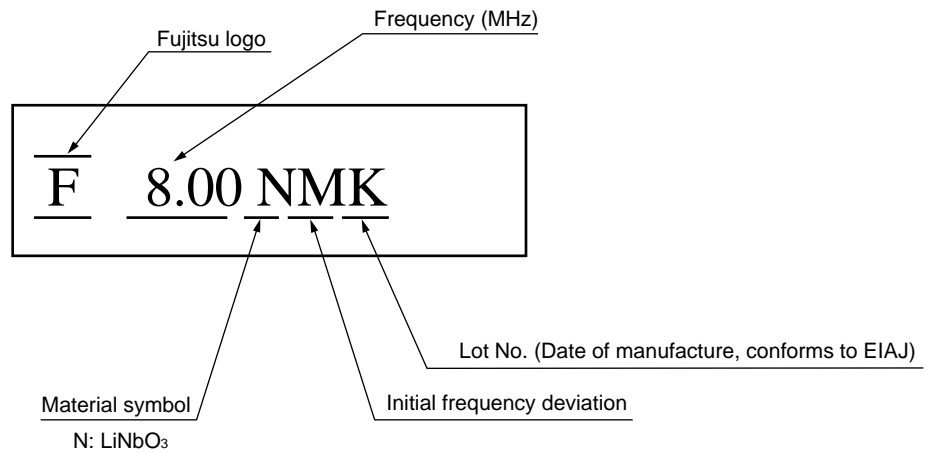 Frequency (MHz)
Fujitsu logo
F 8.00 NMK
Lot No. (Date of manufacture, conforms to EIAJ)
Material symbol
Initial frequency deviation
N: LiNbO3